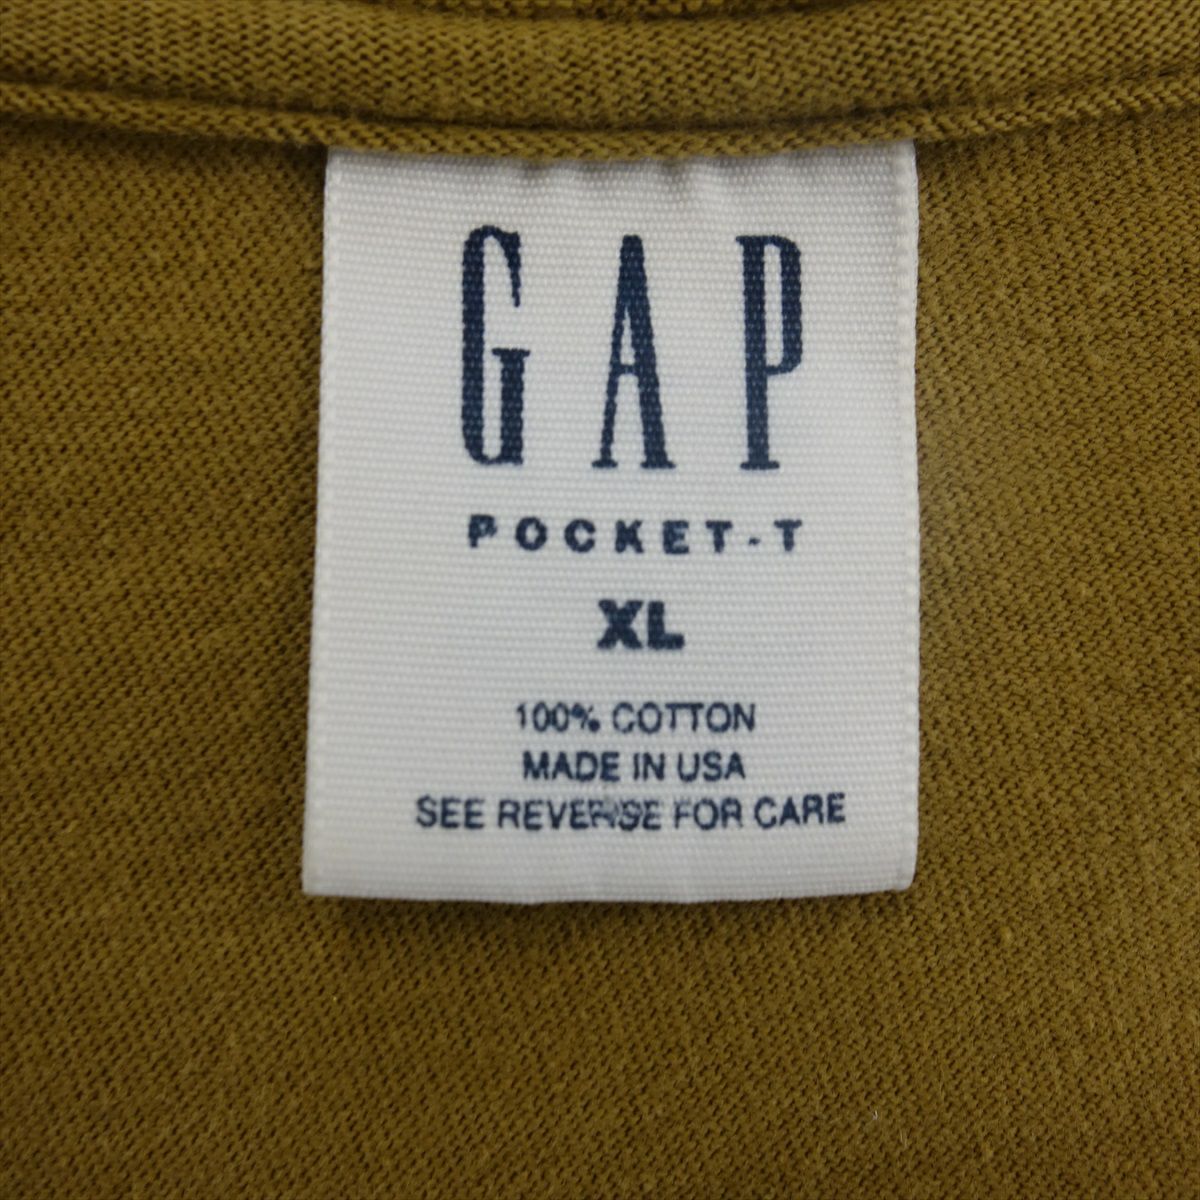 GAP
POCKET-T
XL
100% COTTON
MADE IN USA
SEE REVERSE FOR CARE